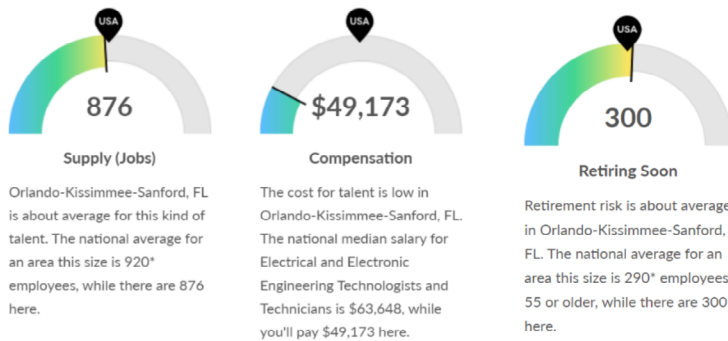 USA
876
Supply (Jobs)
Orlando-Kissimmee-Sanford, FL
is about average for this kind of
talent. The national average for
an area this size is 920*
employees, while there are 876
here.
USA
$49,173
Compensation
The cost for talent is low in
Orlando-Kissimmee-Sanford, FL.
The national median salary for
Electrical and Electronic
Engineering Technologists and
Technicians is $63,648, while
you'll pay $49,173 here.
USA
300
Retiring Soon
Retirement risk is about average
in Orlando-Kissimmee-Sanford,
FL. The national average for an
area this size is 290* employees
55 or older, while there are 300
here.